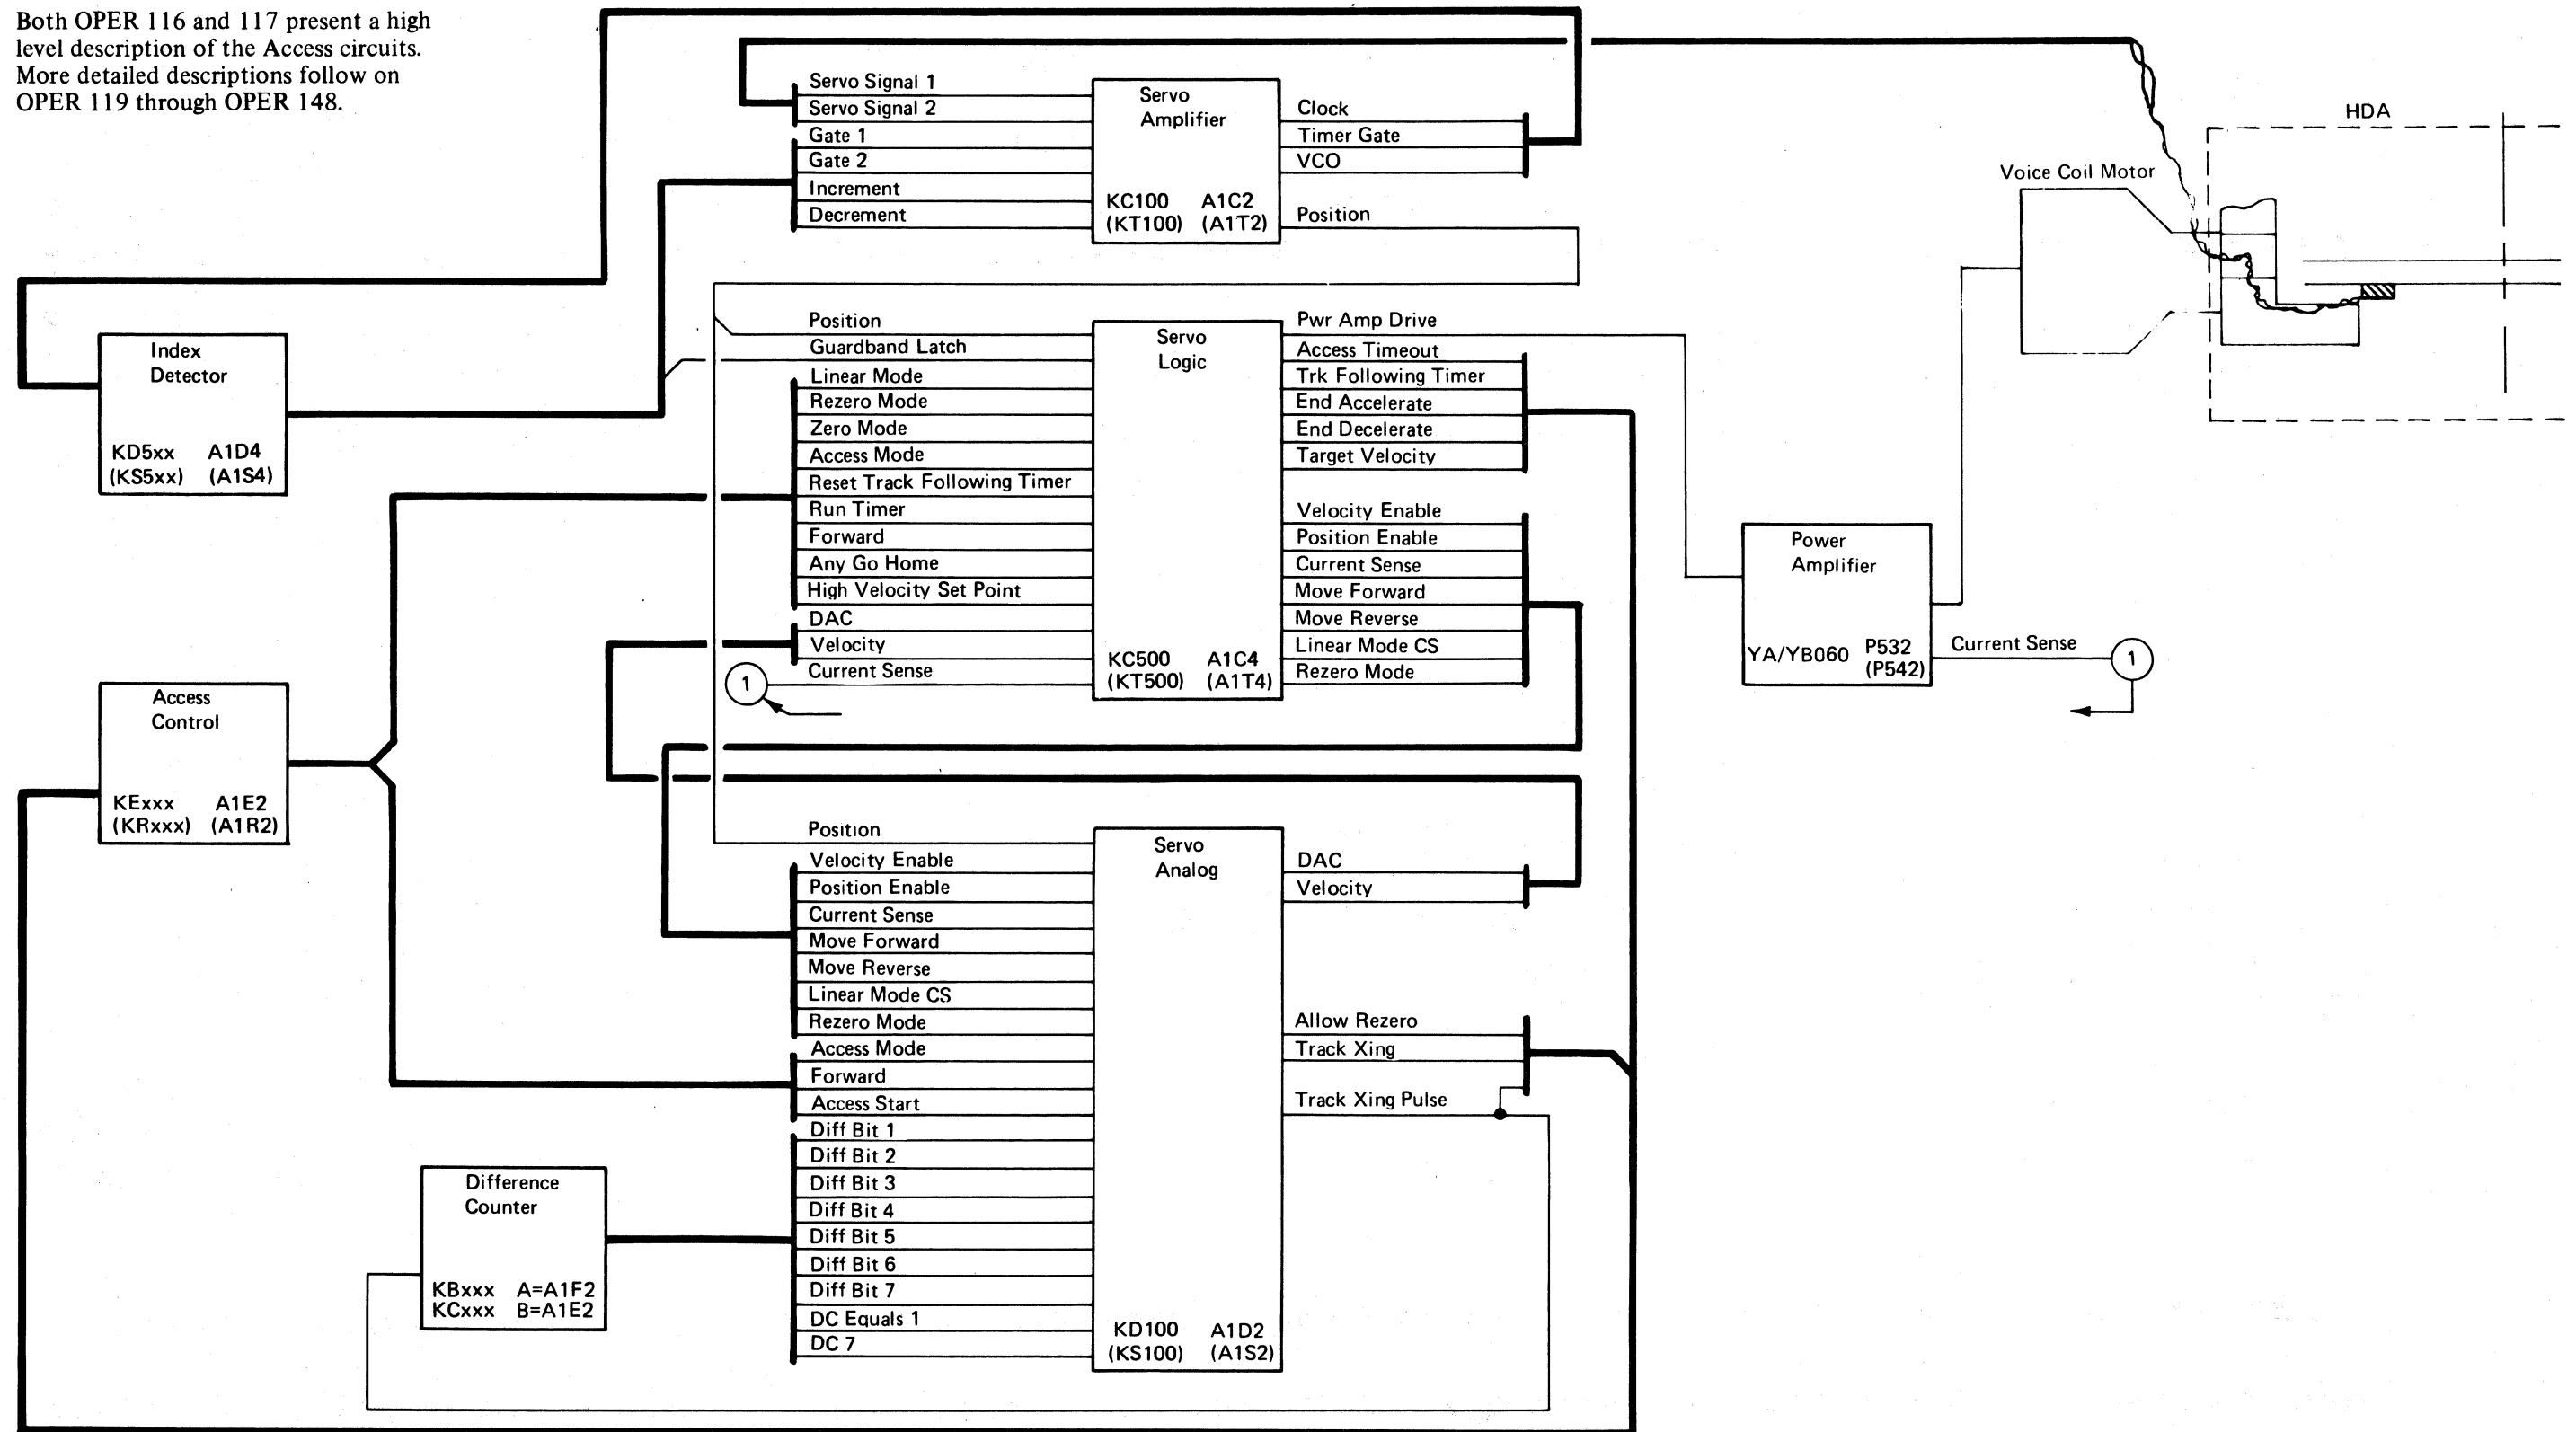 Both OPER 116 and 117 present a high
level description of the Access circuits.
More detailed descriptions follow on
OPER 119 through OPER 148.
Servo Signal 1
Servo Signal 2
Gate 1
Gate 2
Increment
Decrement
Servo
Amplifier
KC100 A1C2
(KT100) (A1T2)
Clock
Timer Gate
VCO
Position
HDA
Voice Coil Motor
Index
Detector
KD5xx A1D4
(KS5xx) (A1S4)
Position
Guardband Latch
Linear Mode
Rezero Mode
Zero Mode
Access Mode
Reset Track Following Timer
Run Timer
Forward
Any Go Home
High Velocity Set Point
DAC
Velocity
Current Sense
1
Servo
Logic
KC500 A1C4
(KT500) (A1T4)
Pwr Amp Drive
Access Timeout
Trk Following Timer
End Accelerate
End Decelerate
Target Velocity
Velocity Enable
Position Enable
Current Sense
Move Forward
Move Reverse
Linear Mode CS
Rezero Mode
Power
Amplifier
YA/YB060 P532
(P542)
Current Sense
1
Access
Control
KExxx A1E2
(KRxxx) (A1R2)
Position
Velocity Enable
Position Enable
Current Sense
Move Forward
Move Reverse
Linear Mode CS
Rezero Mode
Access Mode
Forward
Access Start
Diff Bit 1
Diff Bit 2
Diff Bit 3
Diff Bit 4
Diff Bit 5
Diff Bit 6
Diff Bit 7
DC Equals 1
DC 7
Servo
Analog
KD100 A1D2
(KS100) (A1S2)
DAC
Velocity
Allow Rezero
Track Xing
Track Xing Pulse
Difference
Counter
KBxxx A=A1F2
KCxxx B=A1E2